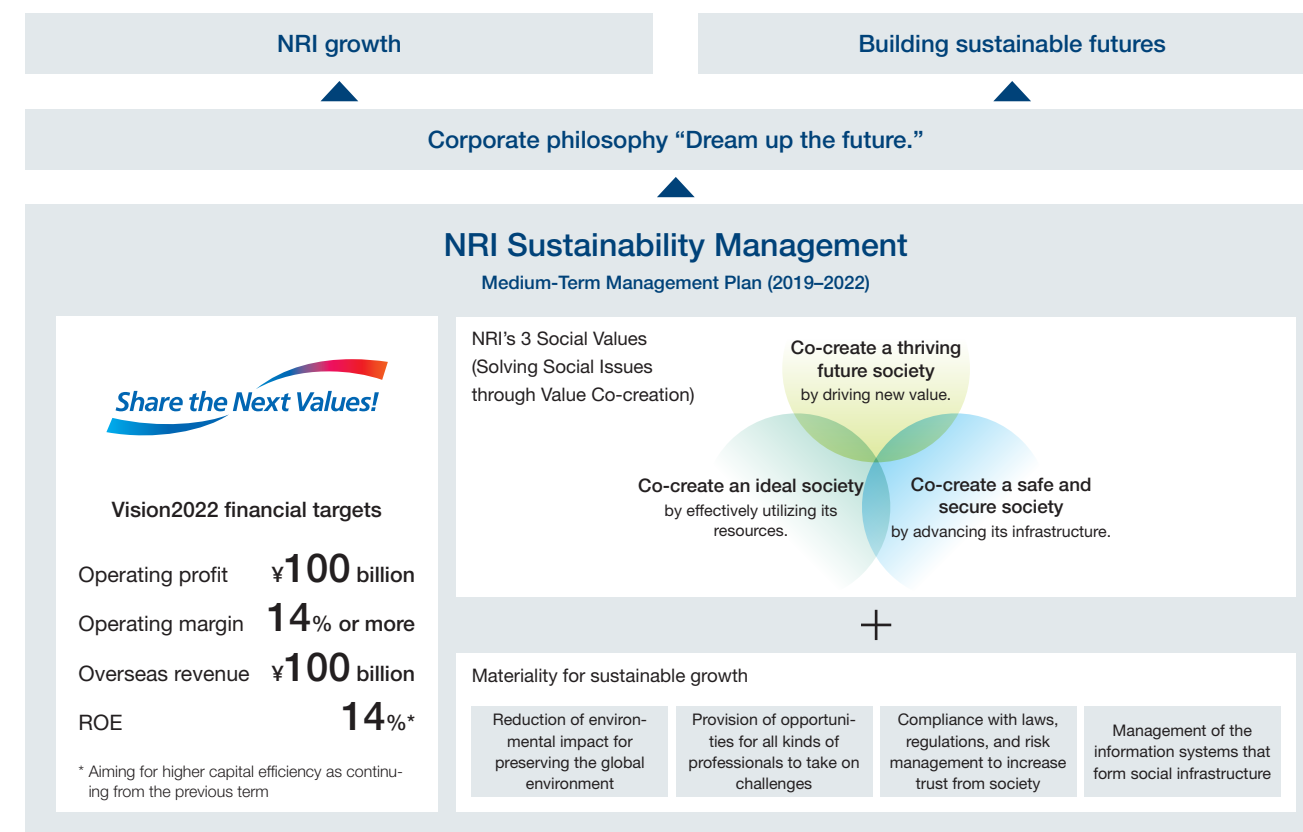 NRI growth
Building sustainable futures
Corporate philosophy “Dream up the future.”
NRI Sustainability Management
Medium-Term Management Plan (2019–2022)
Share the Next Values!
Vision2022 financial targets
Operating profit ¥100 billion
Operating margin 14% or more
Overseas revenue ¥100 billion
ROE 14%*
* Aiming for higher capital efficiency as continu-
ing from the previous term
NRI’s 3 Social Values
(Solving Social Issues
through Value Co-creation)
Co-create a thriving
future society
by driving new value.
Co-create an ideal society
by effectively utilizing its
resources.
Co-create a safe and
secure society
by advancing its infrastructure.
+
Materiality for sustainable growth
Reduction of environ-
mental impact for
preserving the global
environment
Provision of opportuni-
ties for all kinds of
professionals to take on
challenges
Compliance with laws,
regulations, and risk
management to increase
trust from society
Management of the
information systems that
form social infrastructure